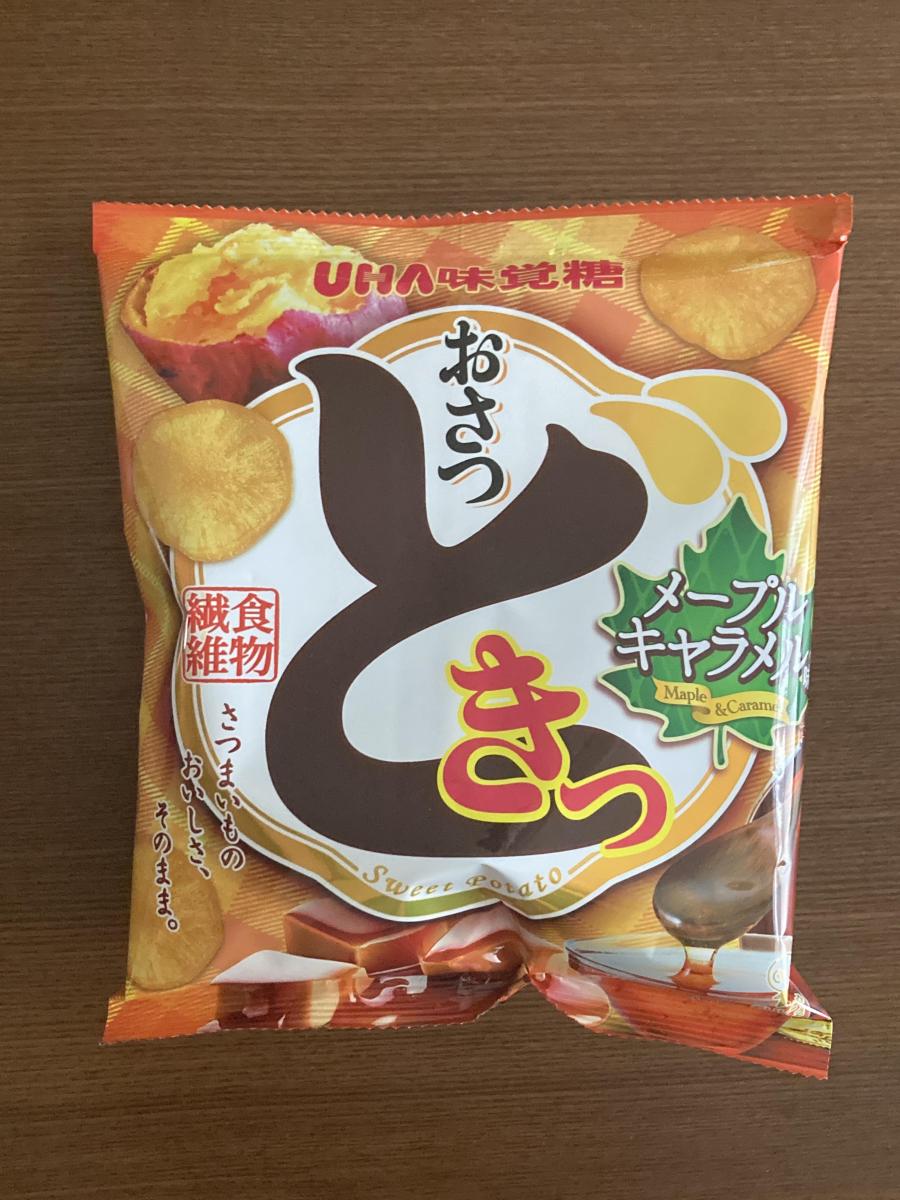 UHA味覚糖
おさつ
どきっ
メープル
キャラメル味
Maple
&Caramel
食物
繊維
さつまいもの
おいしさ、
そのまま。
Sweet Potato